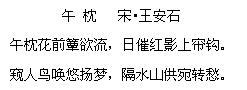 午 枕　宋•王安石
午枕花前簟欲流，日催红影上帘钩。
窥人鸟唤悠扬梦，隔水山供宛转愁。